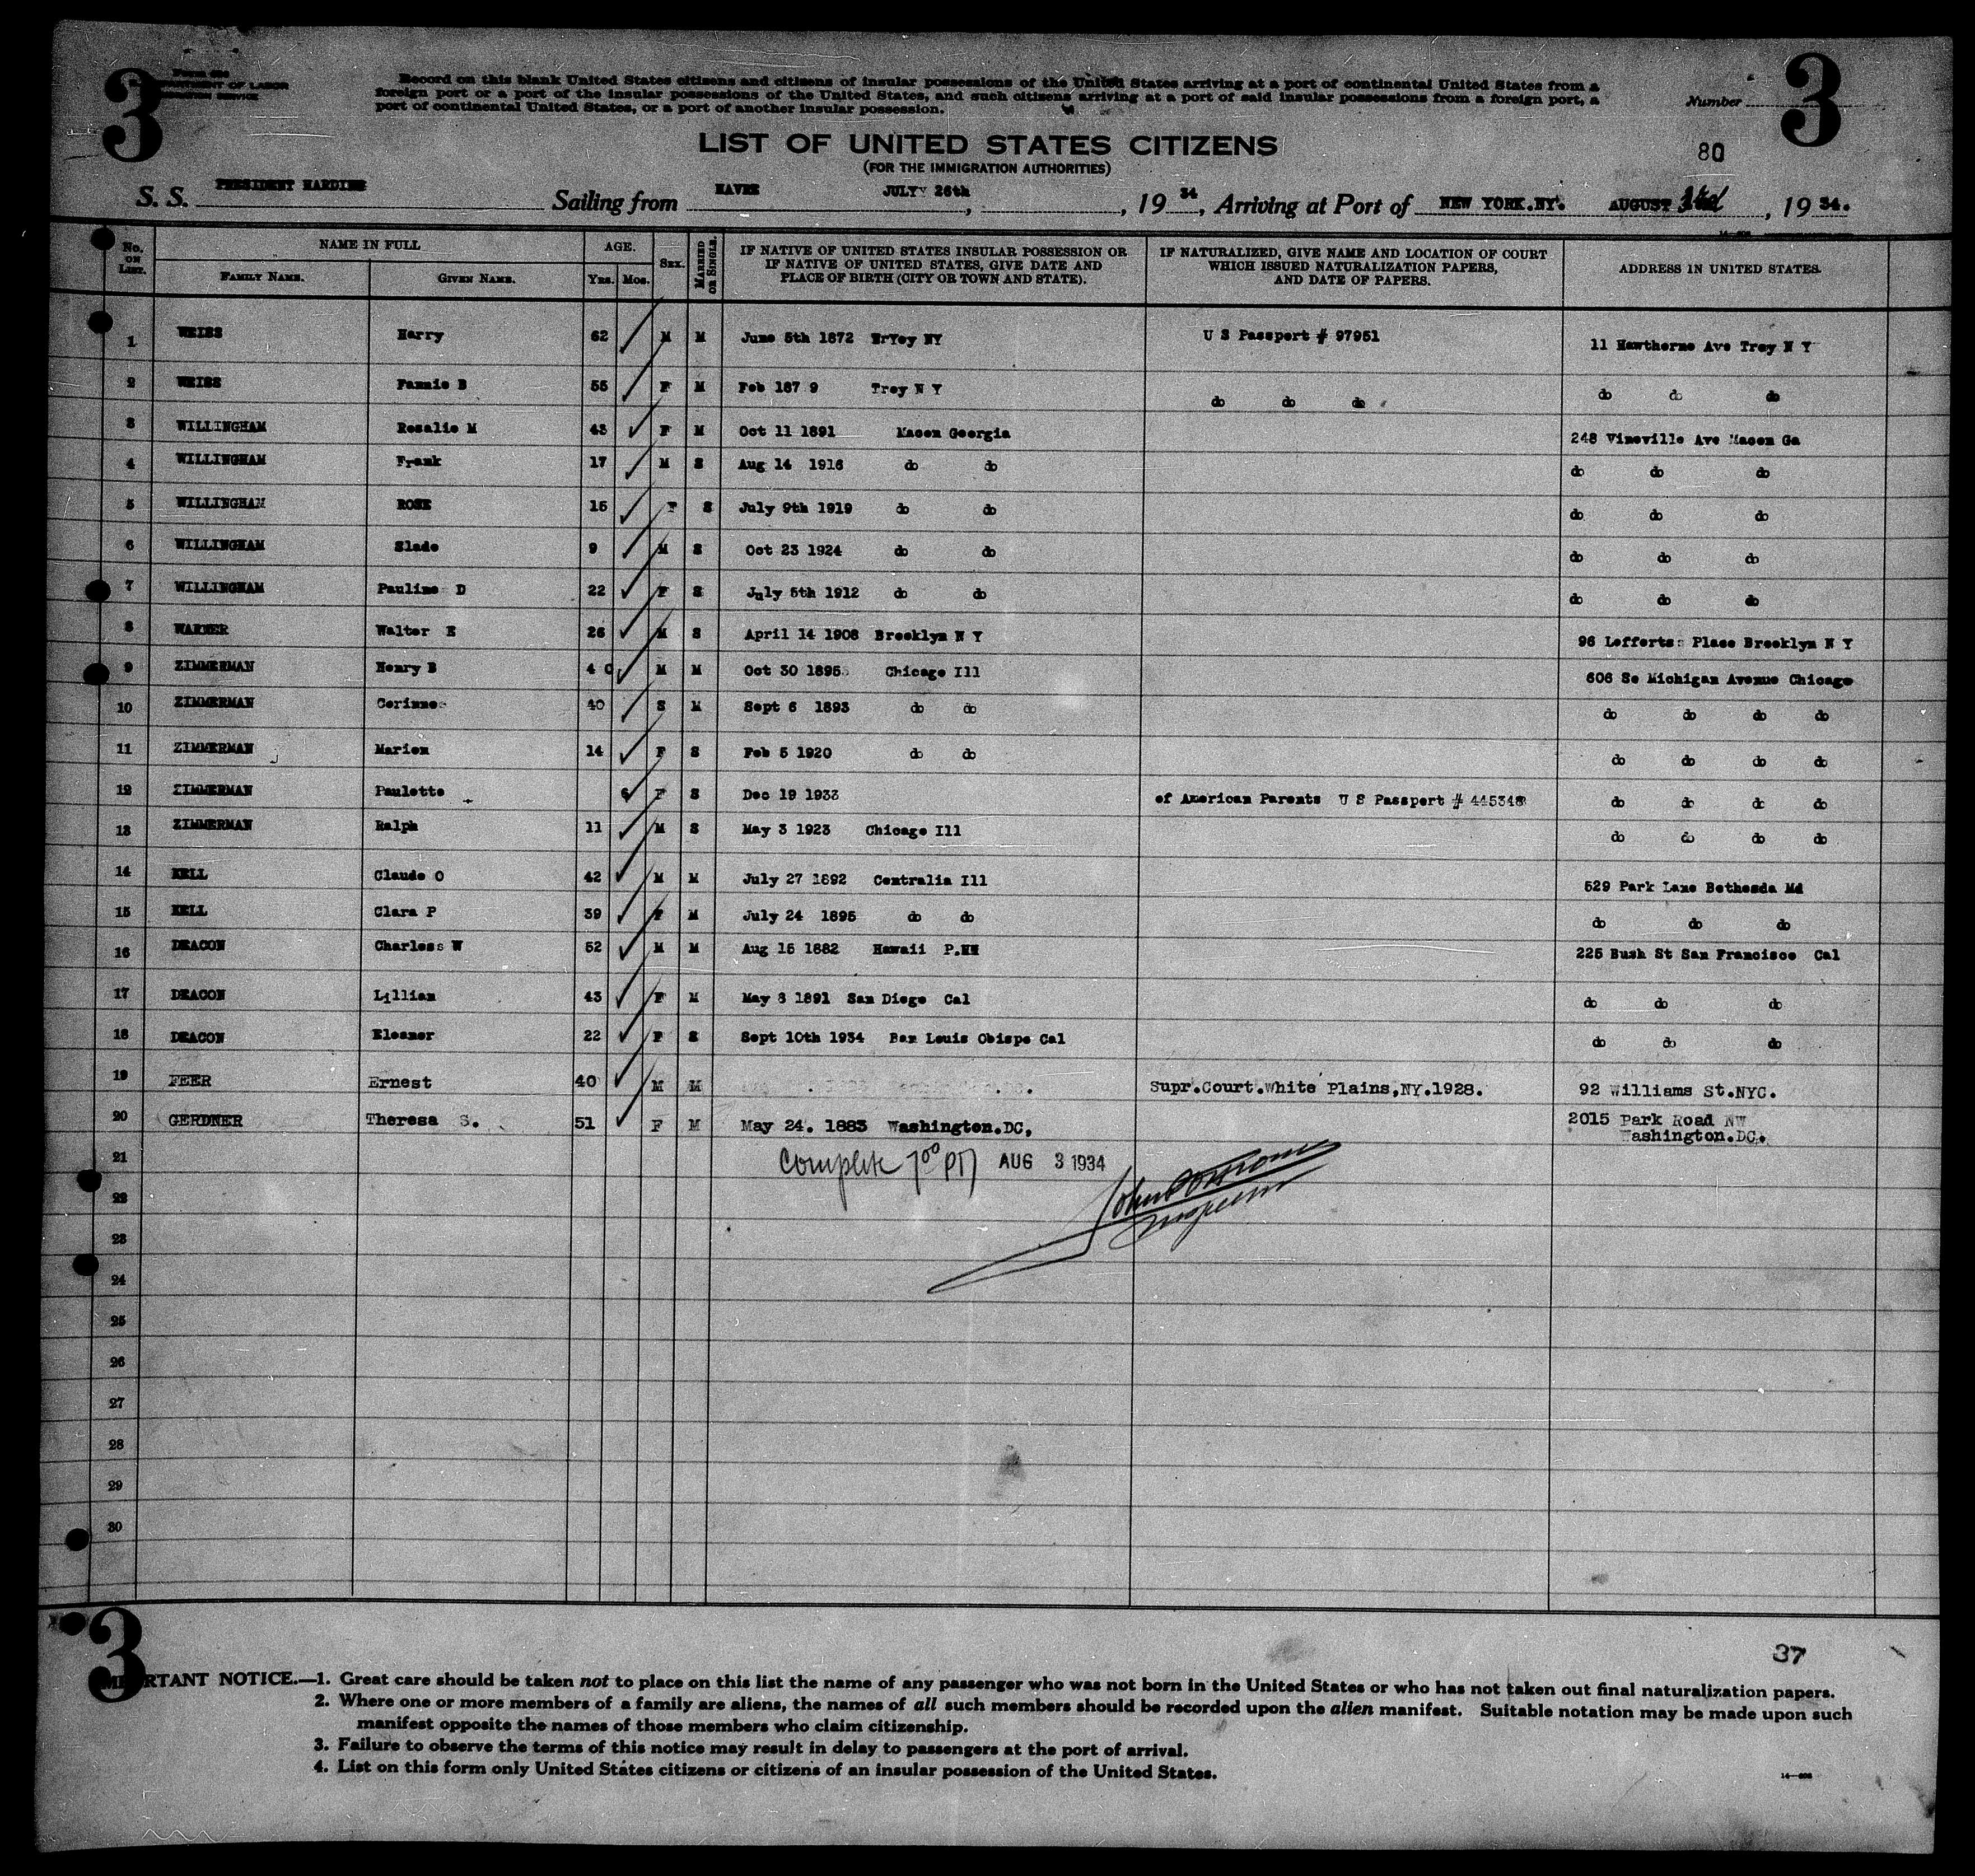 3
Form 630
DEPARTMENT OF LABOR
IMMIGRATION SERVICE
Record on this blank United States citizens and citizens of insular possessions of the United States arriving at a port of continental United States from a
foreign port or a port of the insular possessions of the United States, and such citizens arriving at a port of said insular possessions from a foreign port, a
port of continental United States, or a port of another insular possession.
Number
3
LIST OF UNITED STATES CITIZENS
(FOR THE IMMIGRATION AUTHORITIES)
80
S. S. PRESIDENT HARDING Sailing from HAVRE JULY 26th, 1934, Arriving at Port of NEW YORK.NY. AUGUST 3rd, 1934.
No. ON LIST. NAME IN FULL FAMILY NAME. GIVEN NAME. AGE. YRS. MOS. SEX. MARRIED OR SINGLE. IF NATIVE OF UNITED STATES INSULAR POSSESSION OR IF NATIVE OF UNITED STATES, GIVE DATE AND PLACE OF BIRTH (CITY OR TOWN AND STATE). IF NATURALIZED, GIVE NAME AND LOCATION OF COURT WHICH ISSUED NATURALIZATION PAPERS, AND DATE OF PAPERS. ADDRESS IN UNITED STATES.
1 WEISS Harry 62 M M June 5th 1872 NrYoy NY U S Passport # 97951 11 Hawthorne Ave Troy N Y
2 WEISS Fannie B 55 F M Feb 187 9 Troy N Y do do do do do do
3 WILLINGHAM Rosalie M 43 F M Oct 11 1891 Macon Georgia 248 Vineville Ave Macon Ga
4 WILLINGHAM Frank 17 M S Aug 14 1916 do do do do do
5 WILLINGHAM ROSE 15 F S July 9th 1919 do do do do do
6 WILLINGHAM Slade 9 M S Oct 23 1924 do do do do do
7 WILLINGHAM Pauline D 22 F S July 5th 1912 do do do do do
8 WARNER Walter E 26 M S April 14 1908 Brooklyn N Y 96 Lefferts Place Brooklyn N Y
9 ZIMMERMAN Henry B 4 0 M M Oct 30 1895 Chicago Ill 606 So Michigan Avenue Chicago
10 ZIMMERMAN Corinne 40 S M Sept 6 1893 do do do do do do
11 ZIMMERMAN Marion 14 F S Feb 5 1920 do do do do do do
12 ZIMMERMAN Paulette 6 F S Dec 19 1933 of American Parents U S Passport # 445348 do do do do
13 ZIMMERMAN Ralph 11 M S May 3 1923 Chicago Ill do do do do
14 KELL Claude O 42 M M July 27 1892 Centralia Ill 529 Park Lane Bethesda Md
15 KELL Clara P 39 F M July 24 1895 do do do do do
16 DEACON Charless W 52 M M Aug 15 1882 Hawaii 225 Bush St San Francisco Cal
17 DEACON Lillian 43 F M May 8 1891 San Diego Cal do do do
18 DEACON Eleanor 22 F S Sept 10th 1934 San Louis Obispo Cal do do do
19 FEER Ernest 40 M M Supr.Court.White Plains,NY.1928. 92 Williams St.NYC.
20 GERDNER Theresa S. 51 F M May 24. 1883 Washington.DC, 2015 Park Road NW
Washington.DC.
21
Complete 7 00 PM AUG 3 1934
22
John
Inspector
23
24
25
26
27
28
29
30
3
37
IMPORTANT NOTICE.—1. Great care should be taken not to place on this list the name of any passenger who was not born in the United States or who has not taken out final naturalization papers.
2. Where one or more members of a family are aliens, the names of all such members should be recorded upon the alien manifest. Suitable notation may be made upon such
manifest opposite the names of those members who claim citizenship.
3. Failure to observe the terms of this notice may result in delay to passengers at the port of arrival.
4. List on this form only United States citizens or citizens of an insular possession of the United States.